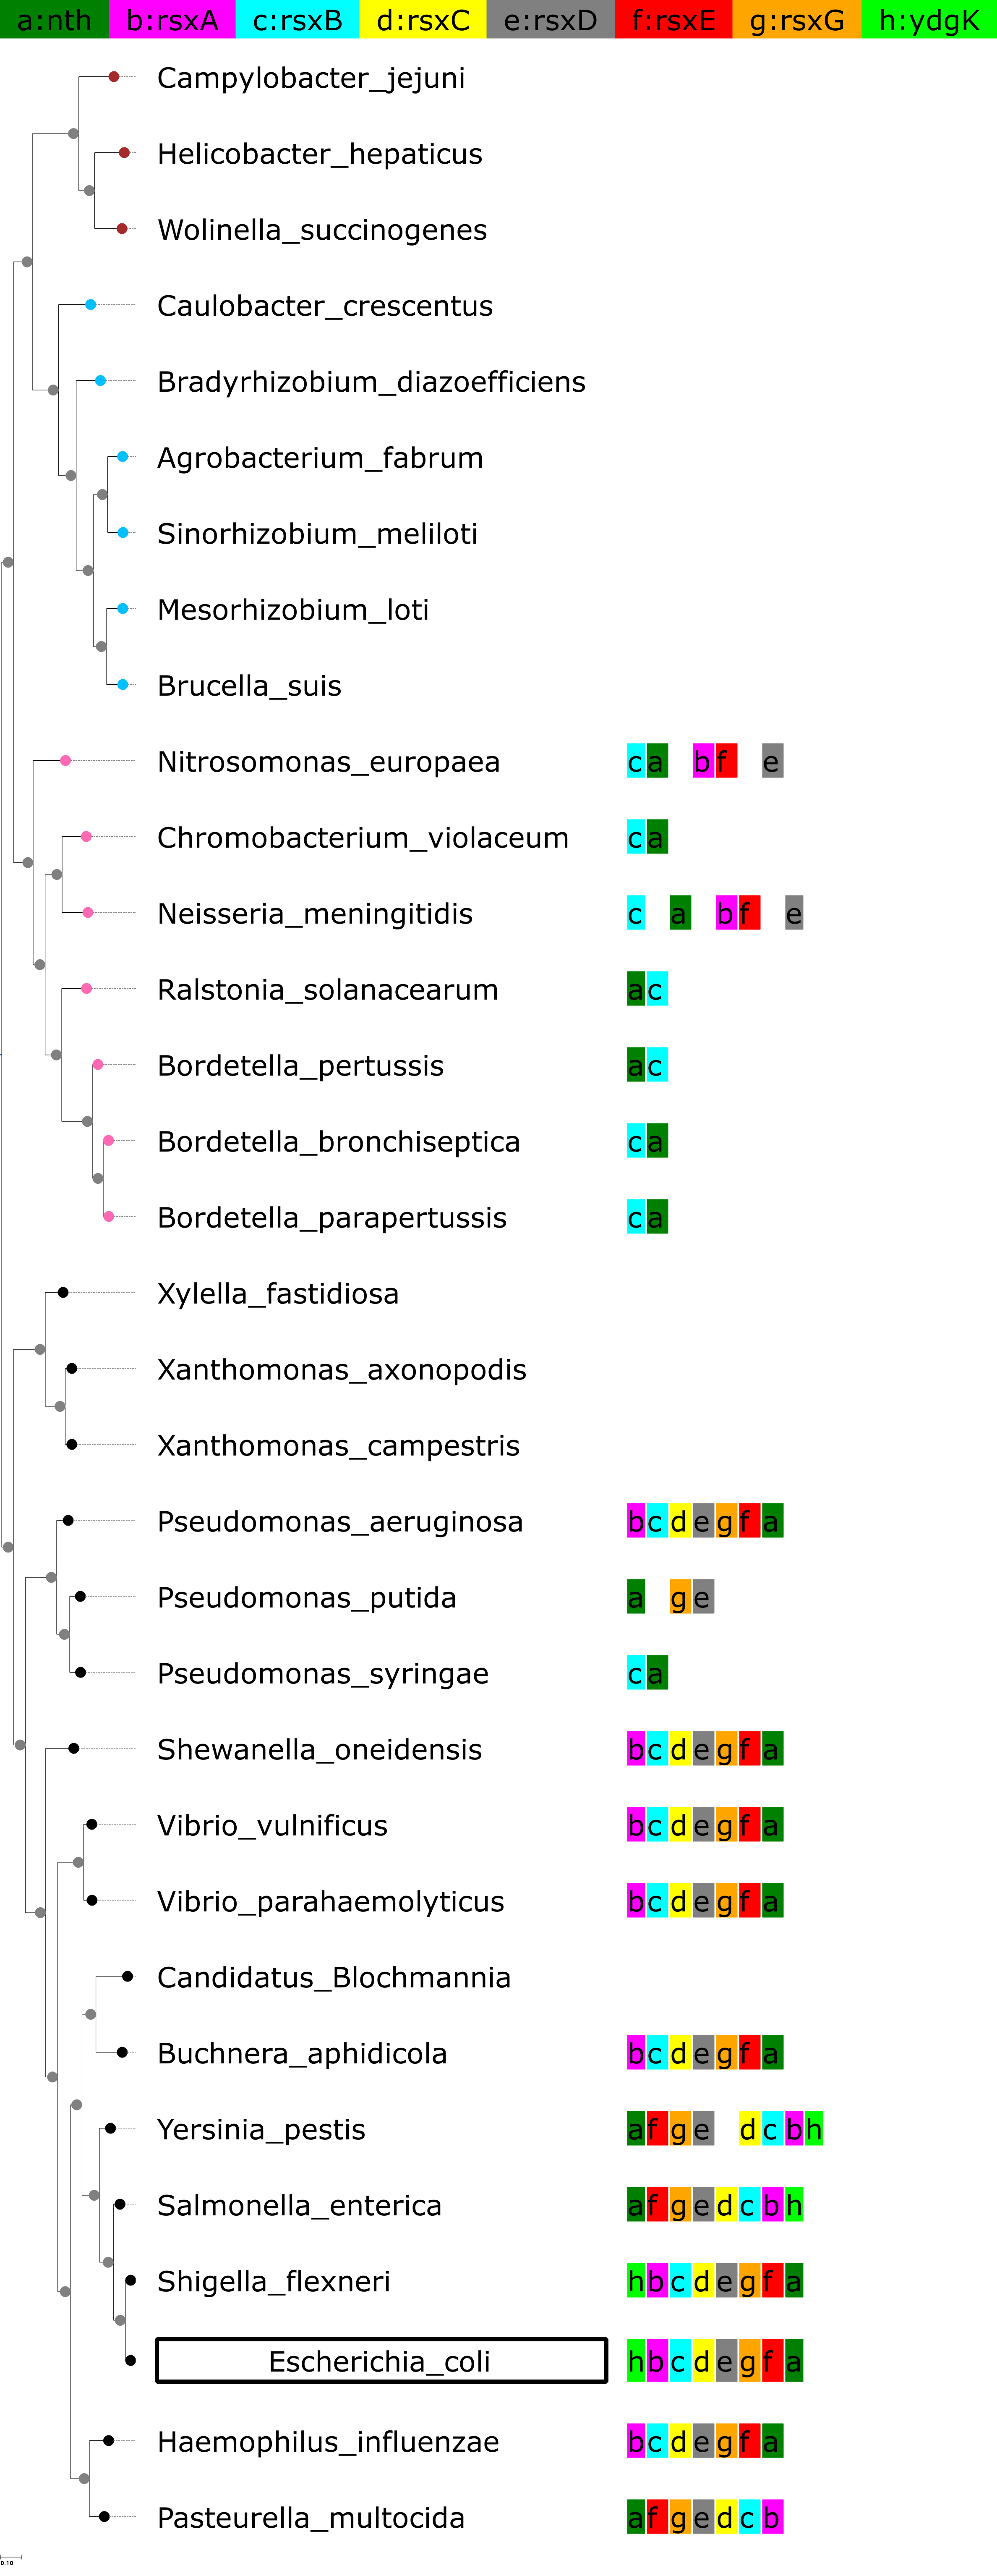 a:nth b:rsxA c:rsxB d:rsxC e:rsxD f:rsxE g:rsxG h:ydgK
Campylobacter_jejuni
Helicobacter_hepaticus
Wolinella_succinogenes
Caulobacter_crescentus
Bradyrhizobium_diazoefficiens
Agrobacterium_fabrum
Sinorhizobium_meliloti
Mesorhizobium_loti
Brucella_suis
Nitrosomonas_europaea c a b f e
Chromobacterium_violaceum c a
Neisseria_meningitidis c a b f e
Ralstonia_solanacearum a c
Bordetella_pertussis a c
Bordetella_bronchiseptica c a
Bordetella_parapertussis c a
Xylella_fastidiosa
Xanthomonas_axonopodis
Xanthomonas_campestris
Pseudomonas_aeruginosa b c d e g f a
Pseudomonas_putida a g e
Pseudomonas_syringae c a
Shewanella_oneidensis b c d e g f a
Vibrio_vulnificus b c d e g f a
Vibrio_parahaemolyticus b c d e g f a
Candidatus_Blochmannia
Buchnera_aphidicola b c d e g f a
Yersinia_pestis a f g e d c b h
Salmonella_enterica a f g e d c b h
Shigella_flexneri h b c d e g f a
Escherichia_coli h b c d e g f a
Haemophilus_influenzae b c d e g f a
Pasteurella_multocida a f g e d c b
0.10